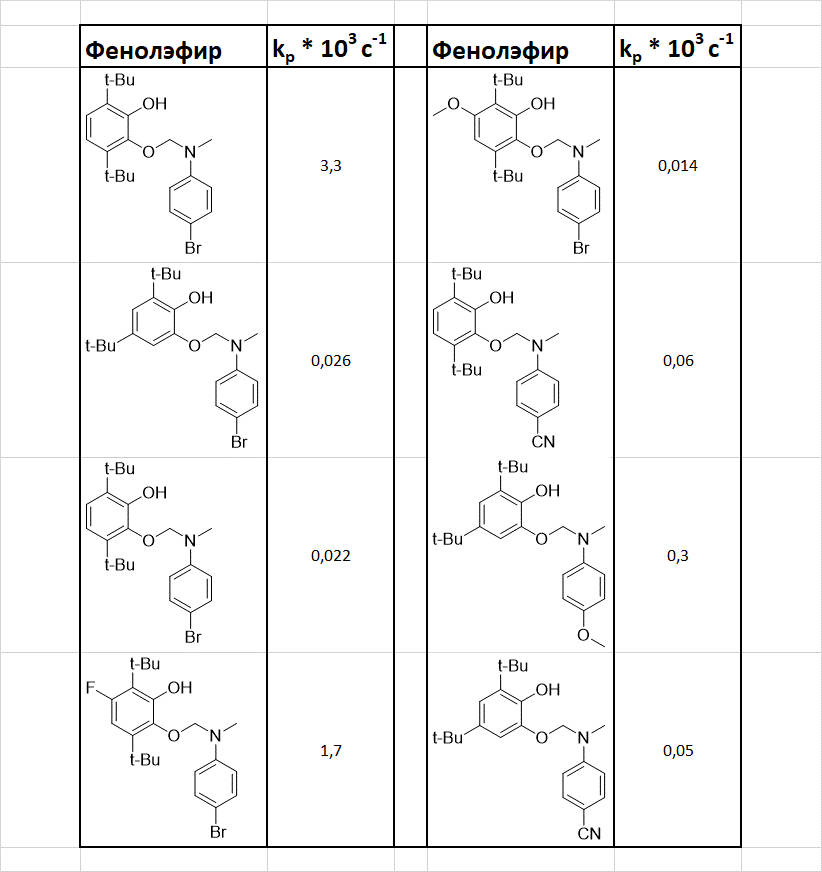 Фенолэфир kp * 10³ с⁻¹ Фенолэфир kp * 10³ с⁻¹
t-Bu
OH
O
N
t-Bu
Br
3,3
t-Bu
O
OH
O
N
t-Bu
Br
0,014
t-Bu
OH
t-Bu
O
N
Br
0,026
t-Bu
OH
O
N
t-Bu
CN
0,06
t-Bu
OH
O
N
t-Bu
Br
0,022
t-Bu
OH
t-Bu
O
N
O
0,3
t-Bu
F
OH
O
N
t-Bu
Br
1,7
t-Bu
OH
t-Bu
O
N
CN
0,05